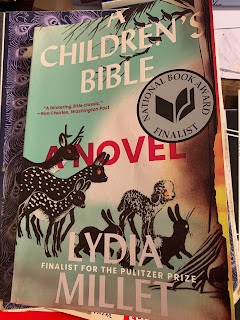 A
CHILDREN'S
BIBLE
"A blistering little classic."
—Ron Charles, Washington Post
NATIONAL BOOK AWARD
FINALIST
A NOVEL
LYDIA
FINALIST FOR THE PULITZER PRIZE
MILLET